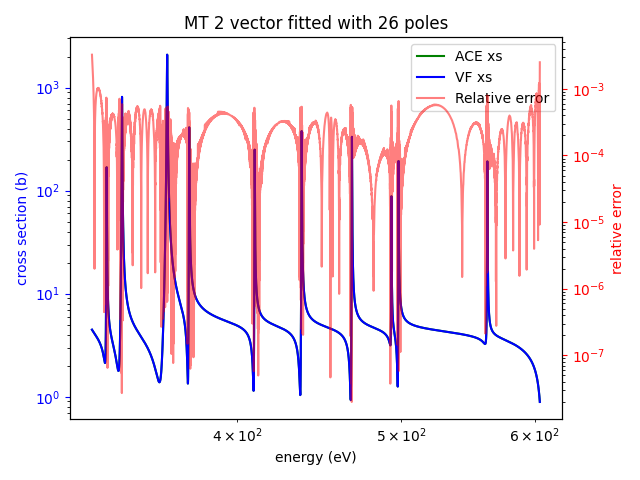 MT 2 vector fitted with 26 poles
ACE xs
VF xs
Relative error
cross section (b)
10³
10²
10¹
10⁰
10⁻³
10⁻⁴
10⁻⁵
10⁻⁶
10⁻⁷
relative error
4 × 10² 5 × 10² 6 × 10²
energy (eV)